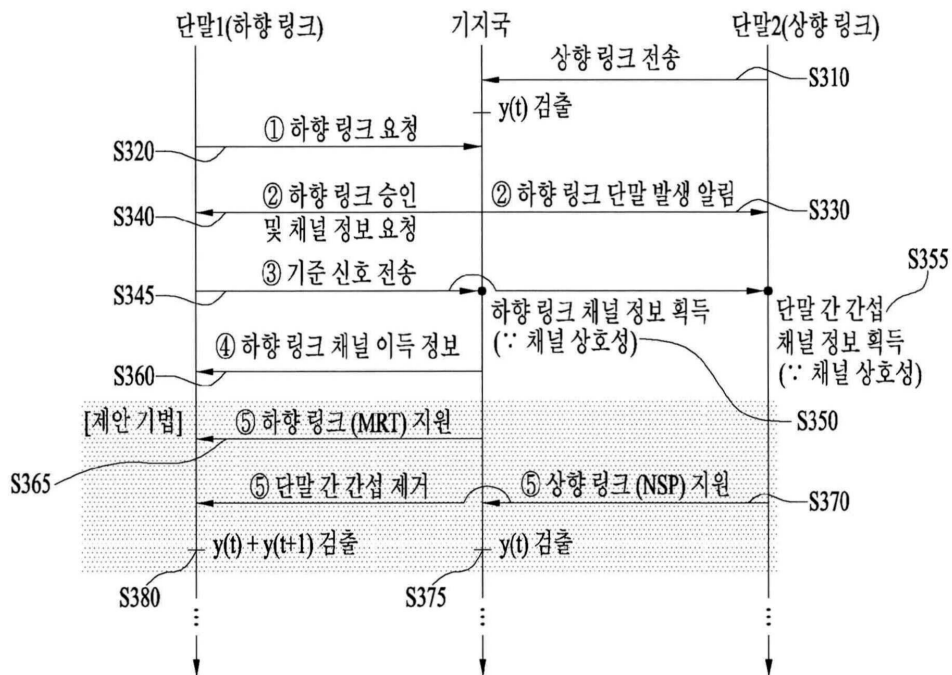 단말1(하향 링크)
기지국
단말2(상향 링크)
상향 링크 전송
S310
y(t) 검출
① 하향 링크 요청
S320
② 하향 링크 승인
및 채널 정보 요청
② 하향 링크 단말 발생 알림
S340
S330
③ 기준 신호 전송
S345
S355
하향 링크 채널 정보 획득
(∵ 채널 상호성)
단말 간 간섭
채널 정보 획득
(∵ 채널 상호성)
④ 하향 링크 채널 이득 정보
S360
S350
[제안 기법]
⑤ 하향 링크 (MRT) 지원
S365
⑤ 단말 간 간섭 제거
⑤ 상향 링크 (NSP) 지원
S370
y(t) + y(t+1) 검출
y(t) 검출
S380
S375